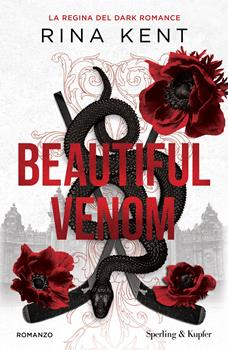 LA REGINA DEL DARK ROMANCE
RINA KENT
BEAUTIFUL
VENOM
ROMANZO
Sperling & Kupfer